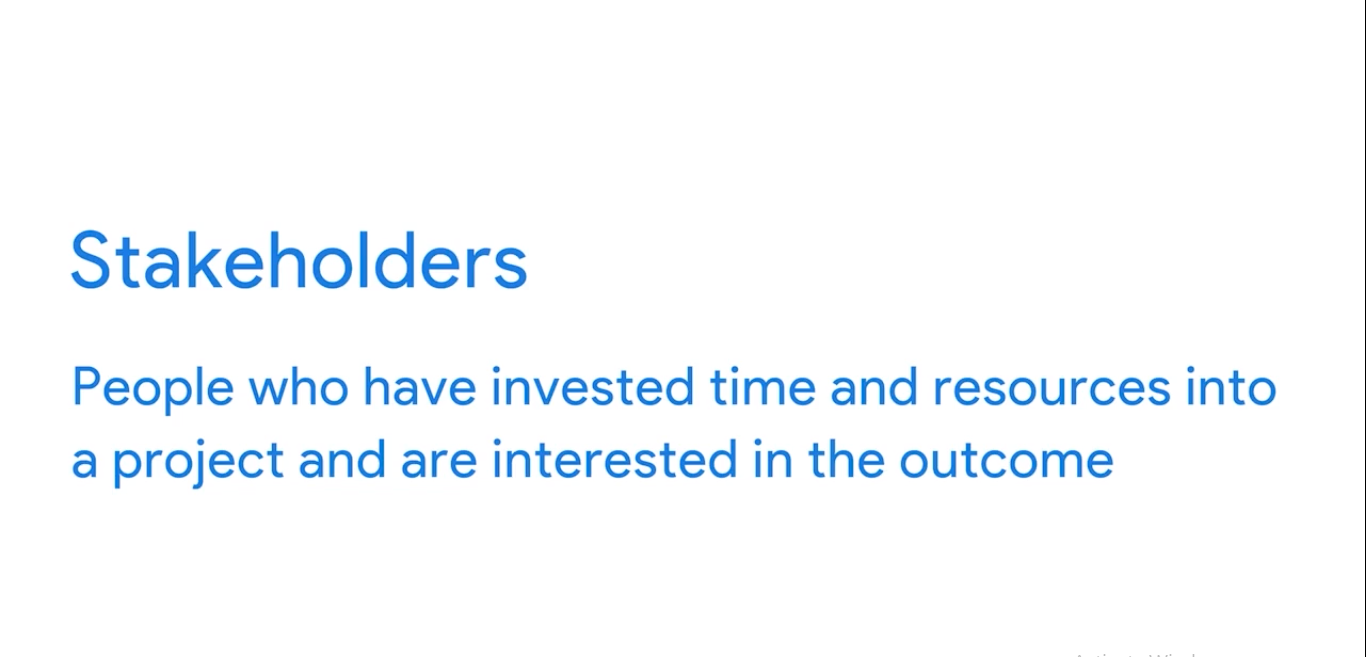 Stakeholders
People who have invested time and resources into
a project and are interested in the outcome